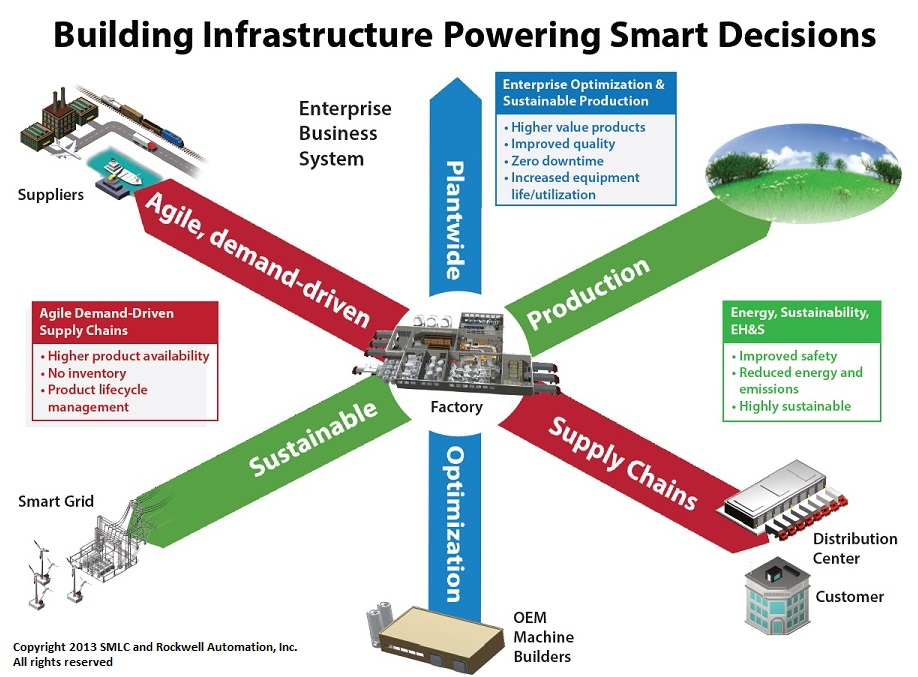 Building Infrastructure Powering Smart Decisions
Enterprise
Business
System
Plantwide
Enterprise Optimization &
Sustainable Production
• Higher value products
• Improved quality
• Zero downtime
• Increased equipment
life/utilization
Suppliers
Agile, demand-driven
Production
Agile Demand-Driven
Supply Chains
• Higher product availability
• No inventory
• Product lifecycle
management
Energy, Sustainability,
EH&S
• Improved safety
• Reduced energy and
emissions
• Highly sustainable
Factory
Sustainable
Optimization
Supply Chains
Smart Grid
Distribution
Center
Customer
OEM
Machine
Builders
Copyright 2013 SMLC and Rockwell Automation, Inc.
All rights reserved